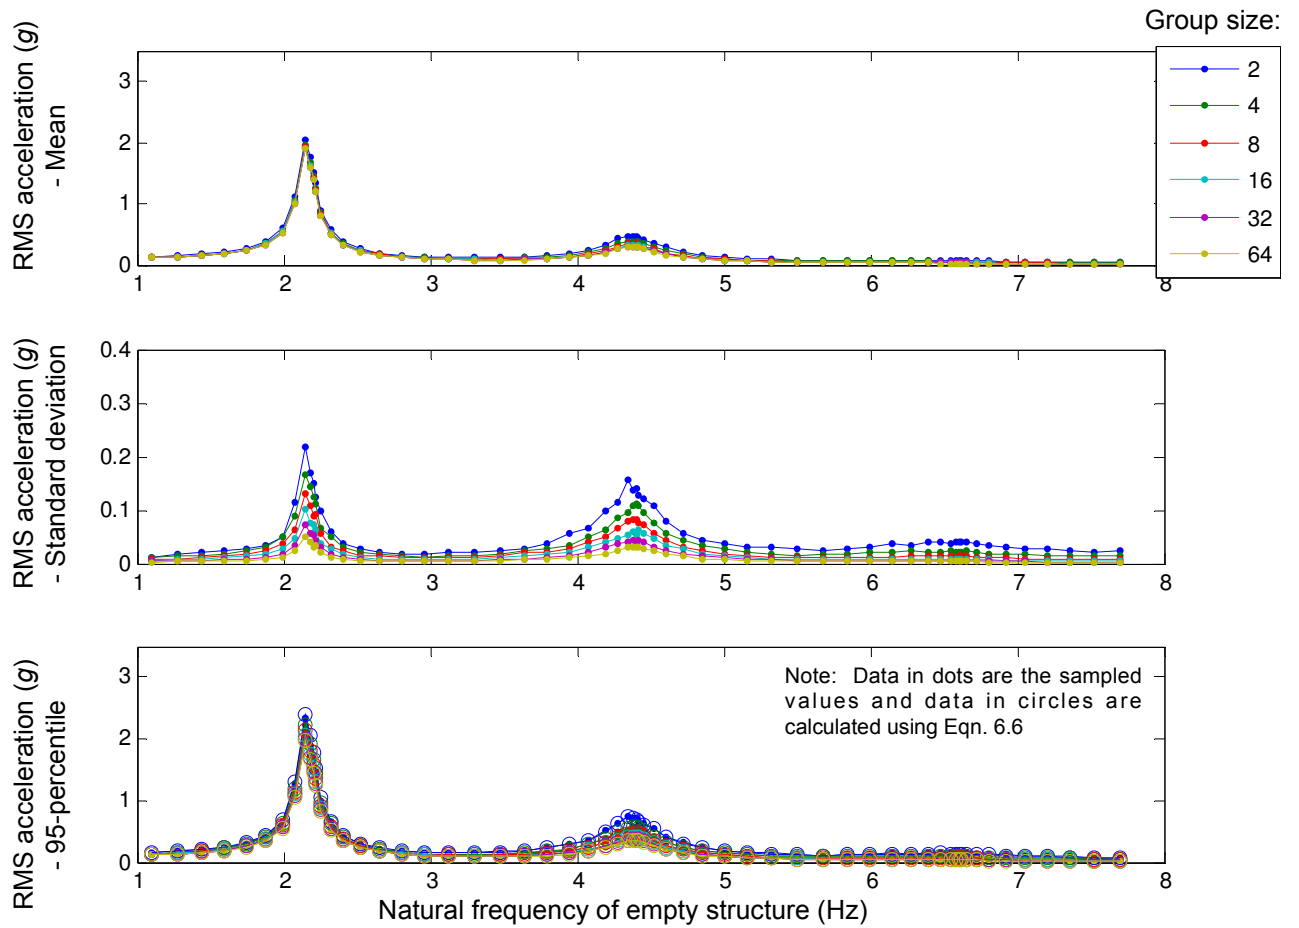 Group size:
2
4
8
16
32
64
RMS acceleration (g)
- Mean
3
2
1
0
1 2 3 4 5 6 7 8
RMS acceleration (g)
- Standard deviation
0.4
0.3
0.2
0.1
0
1 2 3 4 5 6 7 8
RMS acceleration (g)
- 95-percentile
3
2
1
0
Note: Data in dots are the sampled
values and data in circles are
calculated using Eqn. 6.6
1 2 3 4 5 6 7 8
Natural frequency of empty structure (Hz)